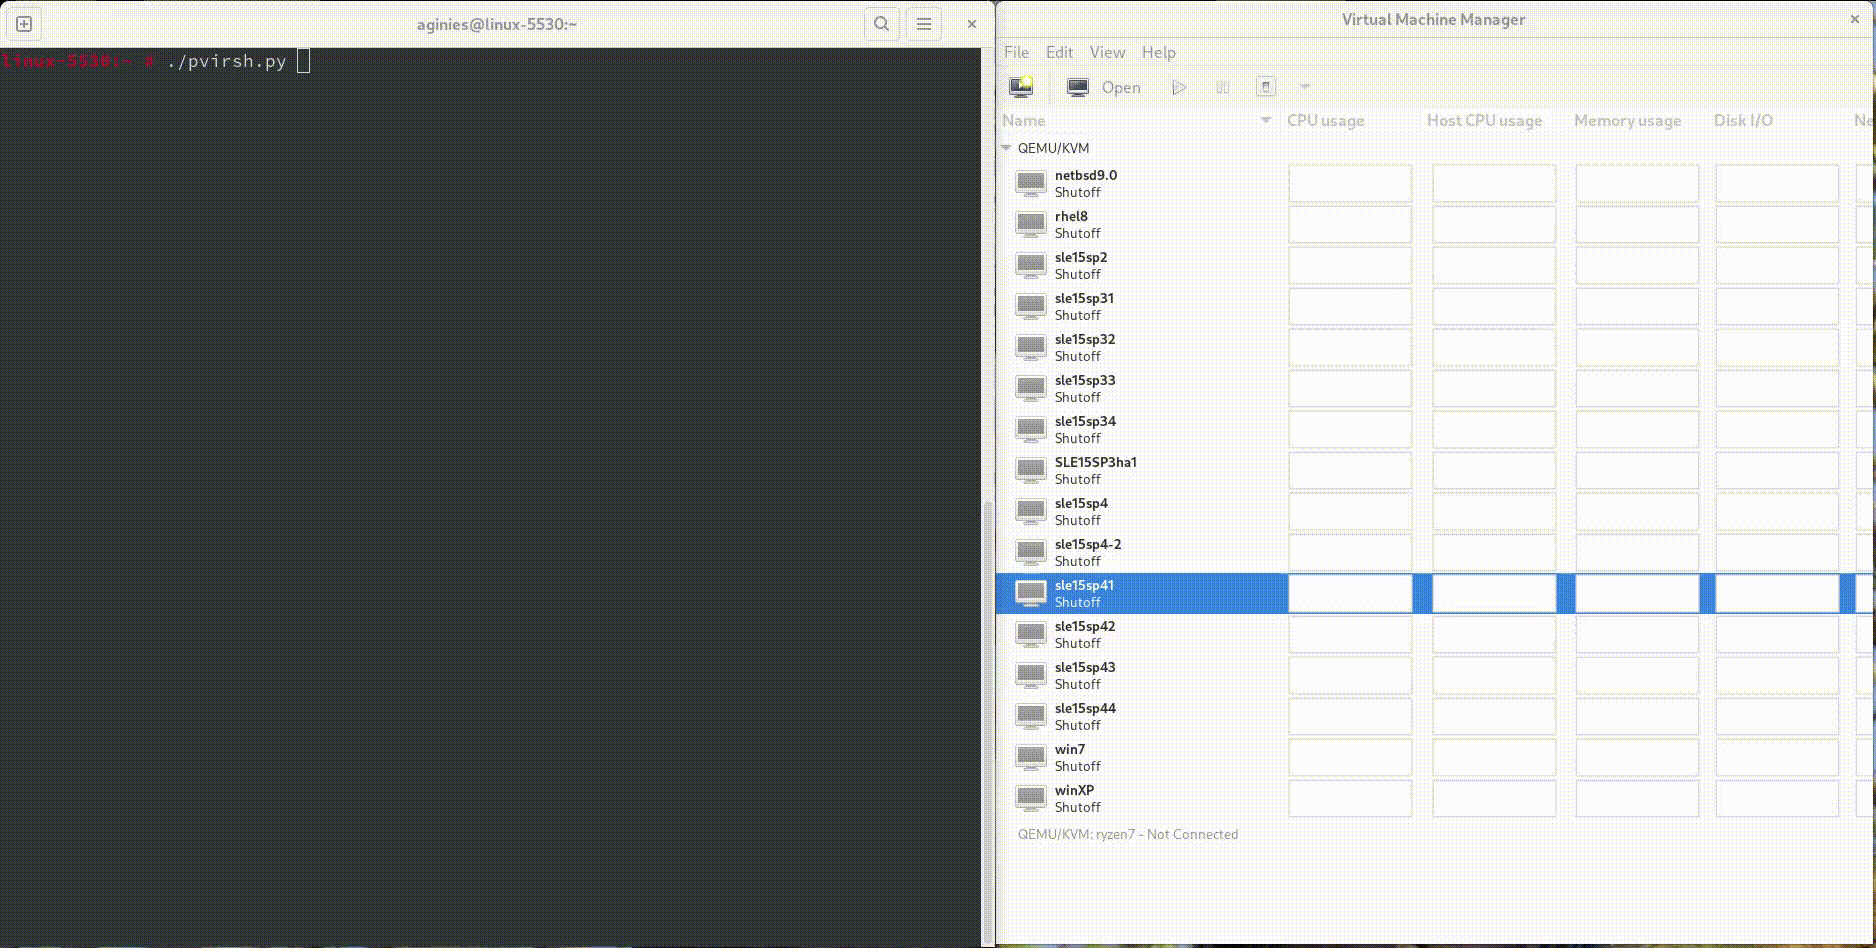 aginies@linux-5530:~
linux-5530:~ # ./pvirsh.py
Virtual Machine Manager
File Edit View Help
Open
Name CPU usage Host CPU usage Memory usage Disk I/O Ne
QEMU/KVM
netbsd9.0
Shutoff
rhel8
Shutoff
sle15sp2
Shutoff
sle15sp31
Shutoff
sle15sp32
Shutoff
sle15sp33
Shutoff
sle15sp34
Shutoff
SLE15SP3ha1
Shutoff
sle15sp4
Shutoff
sle15sp4-2
Shutoff
sle15sp41
Shutoff
sle15sp42
Shutoff
sle15sp43
Shutoff
sle15sp44
Shutoff
win7
Shutoff
winXP
Shutoff
QEMU/KVM: ryzen7 - Not Connected